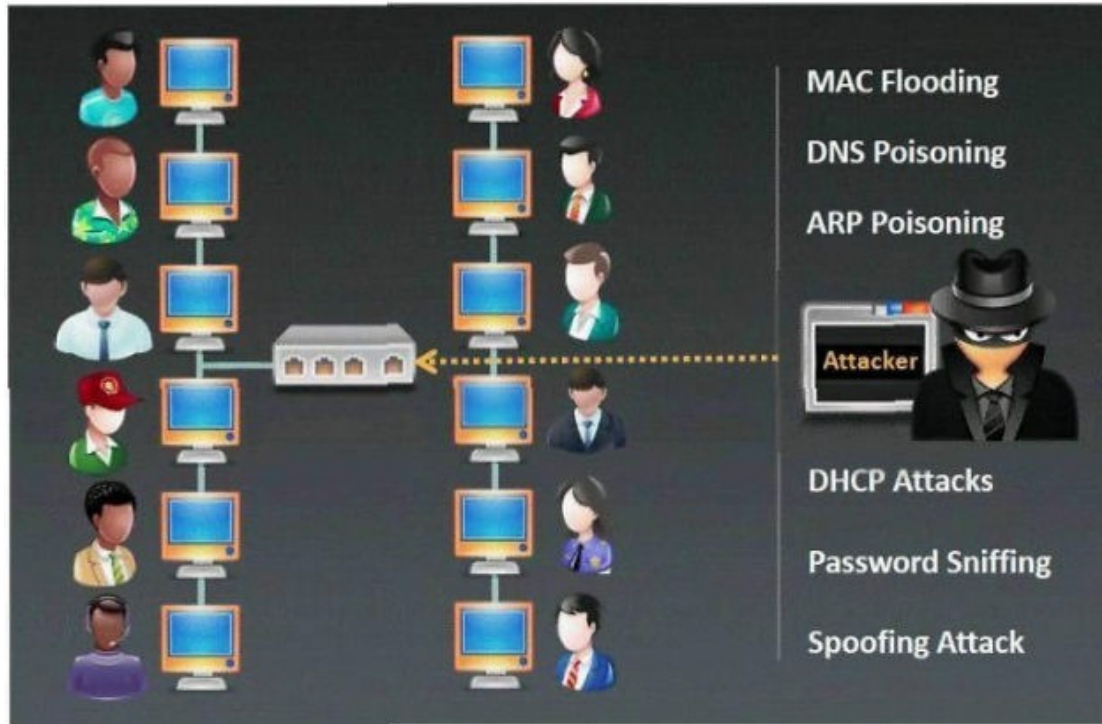 MAC Flooding
DNS Poisoning
ARP Poisoning
Attacker
DHCP Attacks
Password Sniffing
Spoofing Attack